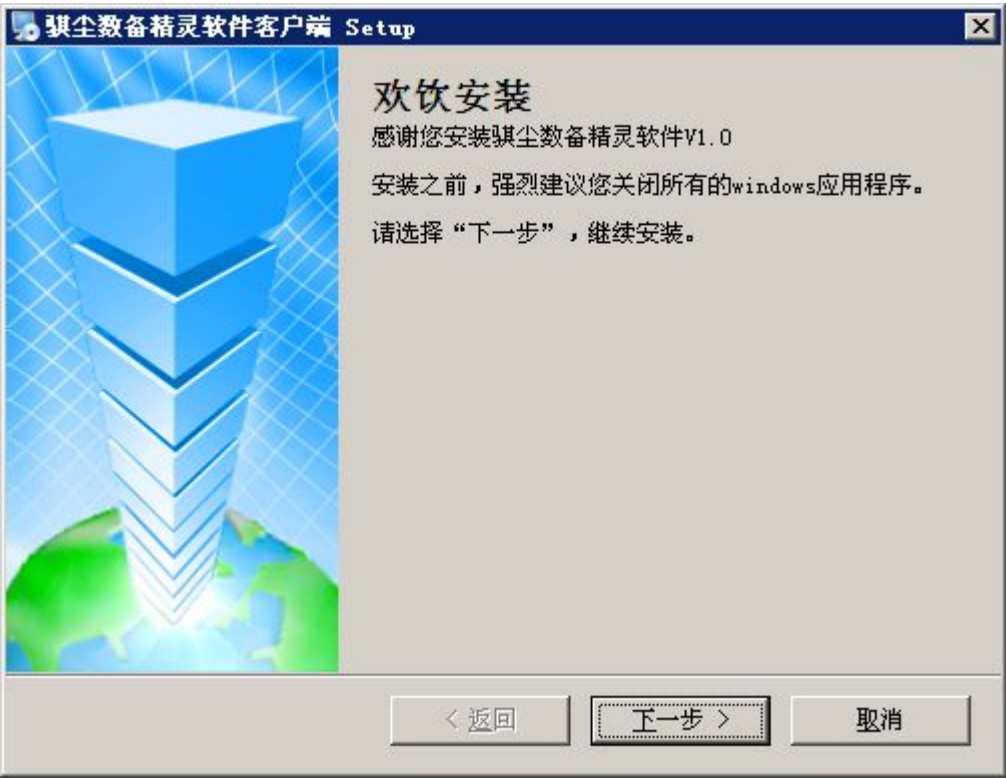 骐尘数备精灵软件客户端 Setup
欢饮安装
感谢您安装骐尘数备精灵软件V1.0
安装之前，强烈建议您关闭所有的windows应用程序。
请选择“下一步”，继续安装。
< 返回
下一步 >
取消